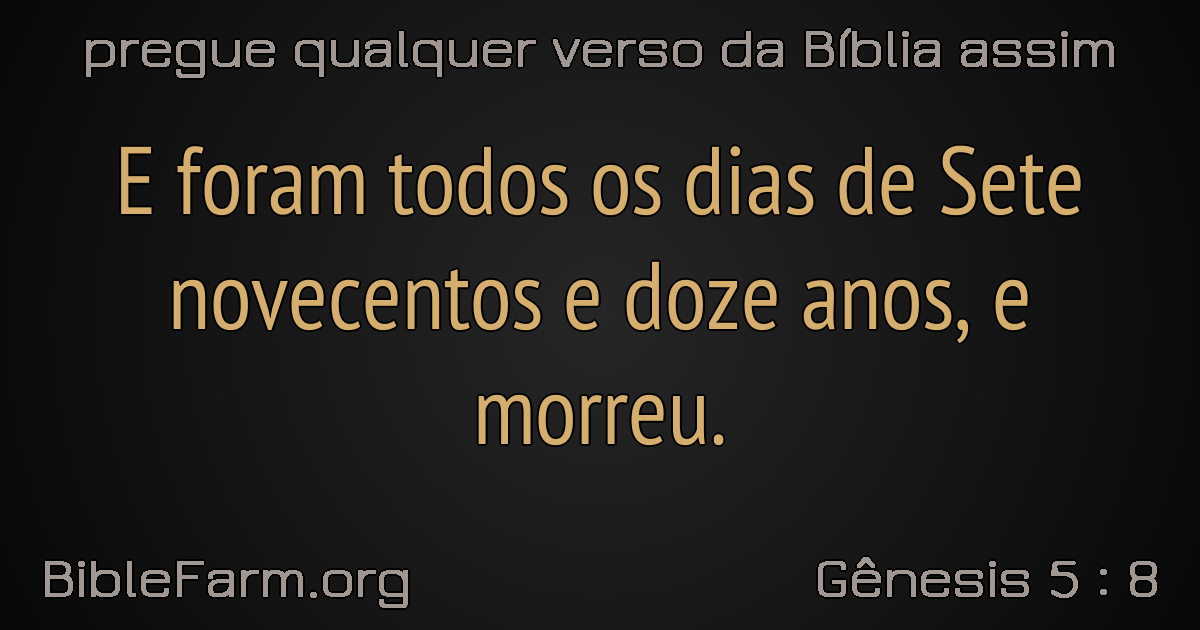 pregue qualquer verso da Bíblia assim
E foram todos os dias de Sete
novecentos e doze anos, e
morreu.
BibleFarm.org
Gênesis 5 : 8